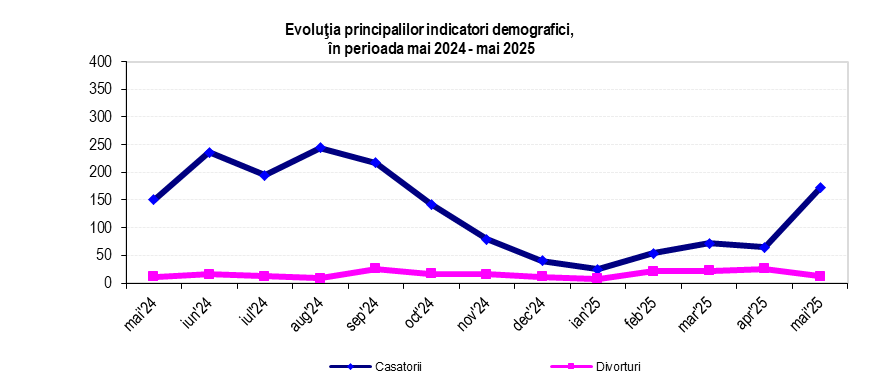 Evoluţia principalilor indicatori demografici,
în perioada mai 2024 - mai 2025
400
350
300
250
200
150
100
50
0
mai'24
iun'24
iul'24
aug'24
sep'24
oct'24
nov'24
dec'24
ian'25
feb'25
mar'25
apr'25
mai'25
Casatorii
Divorturi